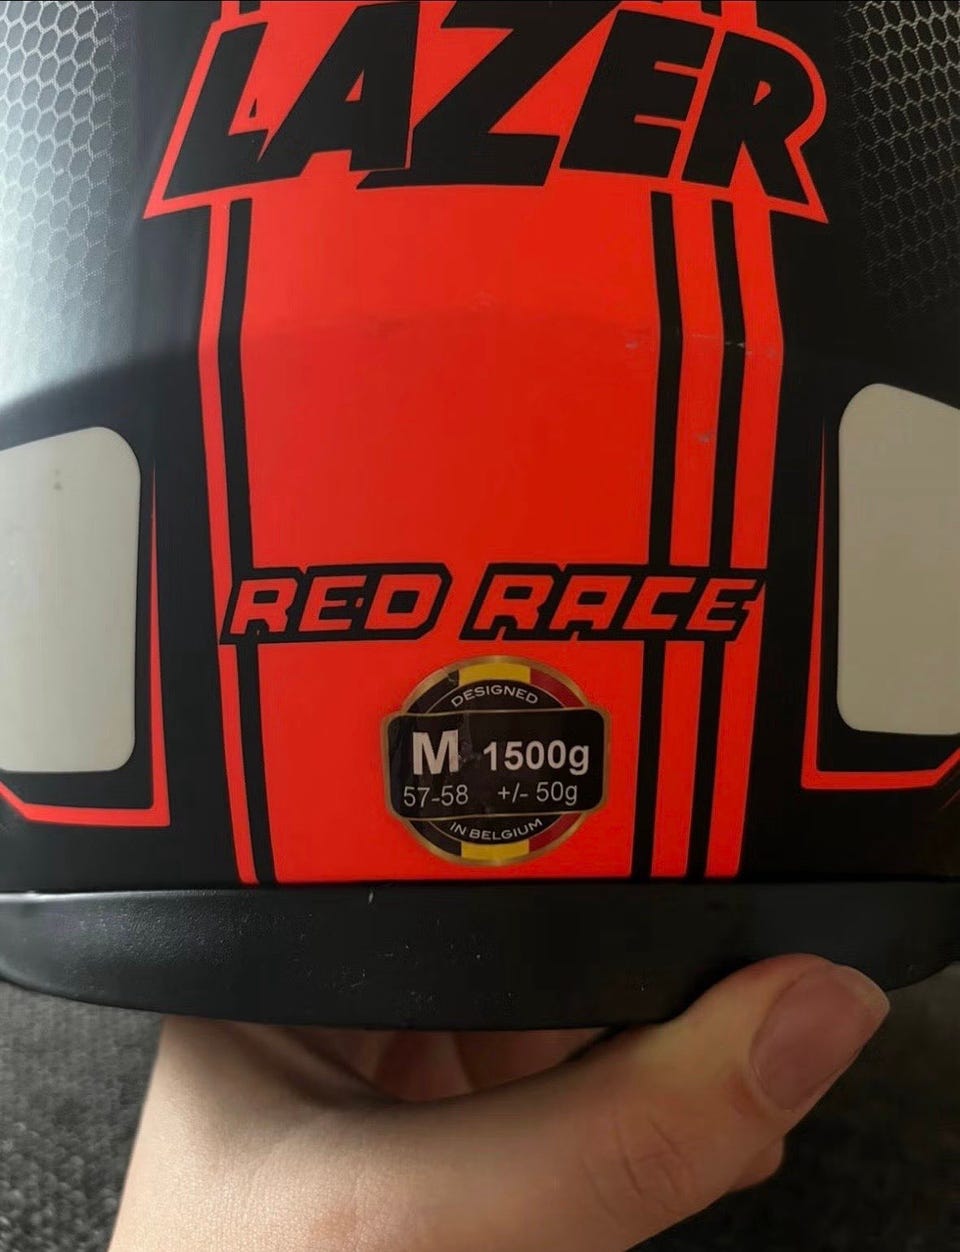 LAZER
RED RACE
DESIGNED
M 1500g
57-58 +/- 50g
IN BELGIUM